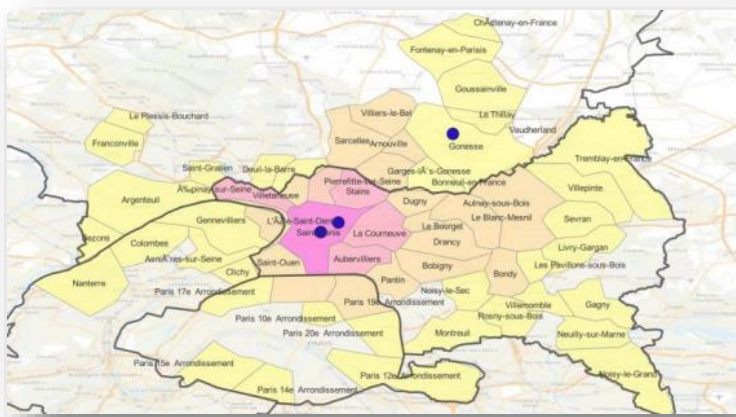 ChÃ¢tenay-en-France
Fontenay-en-Parisis
Goussainville
Le Plessis-Bouchard
Villiers-le-Bel
Le Thillay
Vaudherland
Franconville
Sarcelles
Arnouville
Gonesse
Tremblay-en-France
Saint-Gratien
Deuil-la-Barre
Garges-lÃ¨s-Gonesse
Pierrefitte-sur-Seine
Bonneuil-en-France
Villetaneuse
Stains
Villepinte
Argenteuil
Dugny
Aulnay-sous-Bois
Gennevilliers
Le Blanc-Mesnil
Sevran
Saint-Denis
Le Bourget
La Courneuve
Bezons
Colombes
Drancy
Livry-Gargan
Saint-Ouen
Aubervilliers
Bobigny
Les Pavillons-sous-Bois
Clichy
Nanterre
Pantin
Bondy
Noisy-le-Sec
Paris 17e Arrondissement
Paris 19e Arrondissement
Villemomble
Gagny
Paris 10e Arrondissement
Rosny-sous-Bois
Paris 20e Arrondissement
Montreuil
Neuilly-sur-Marne
PARIS
Paris 15e Arrondissement
Paris 12e Arrondissement
Noisy-le-Grand
Paris 14e Arrondissement